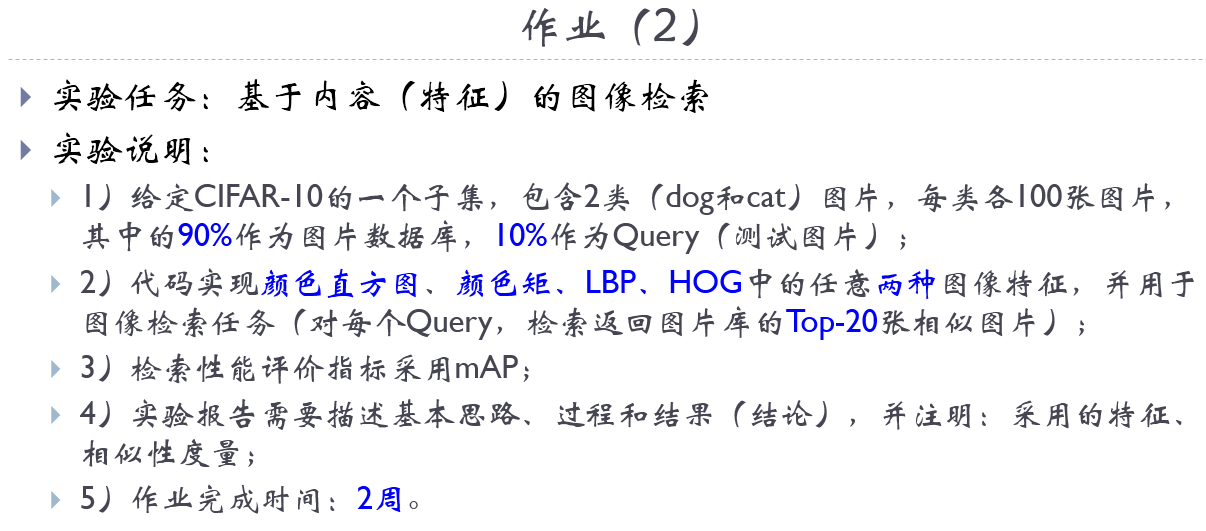 作业（2）
实验任务：基于内容（特征）的图像检索
实验说明：
1）给定CIFAR-10的一个子集，包含2类（dog和cat）图片，每类各100张图片，
其中的90%作为图片数据库，10%作为Query（测试图片）；
2）代码实现颜色直方图、颜色矩、LBP、HOG中的任意两种图像特征，并用于
图像检索任务（对每个Query，检索返回图片库的Top-20张相似图片）；
3）检索性能评价指标采用mAP；
4）实验报告需要描述基本思路、过程和结果（结论），并注明：采用的特征、
相似性度量；
5）作业完成时间：2周。